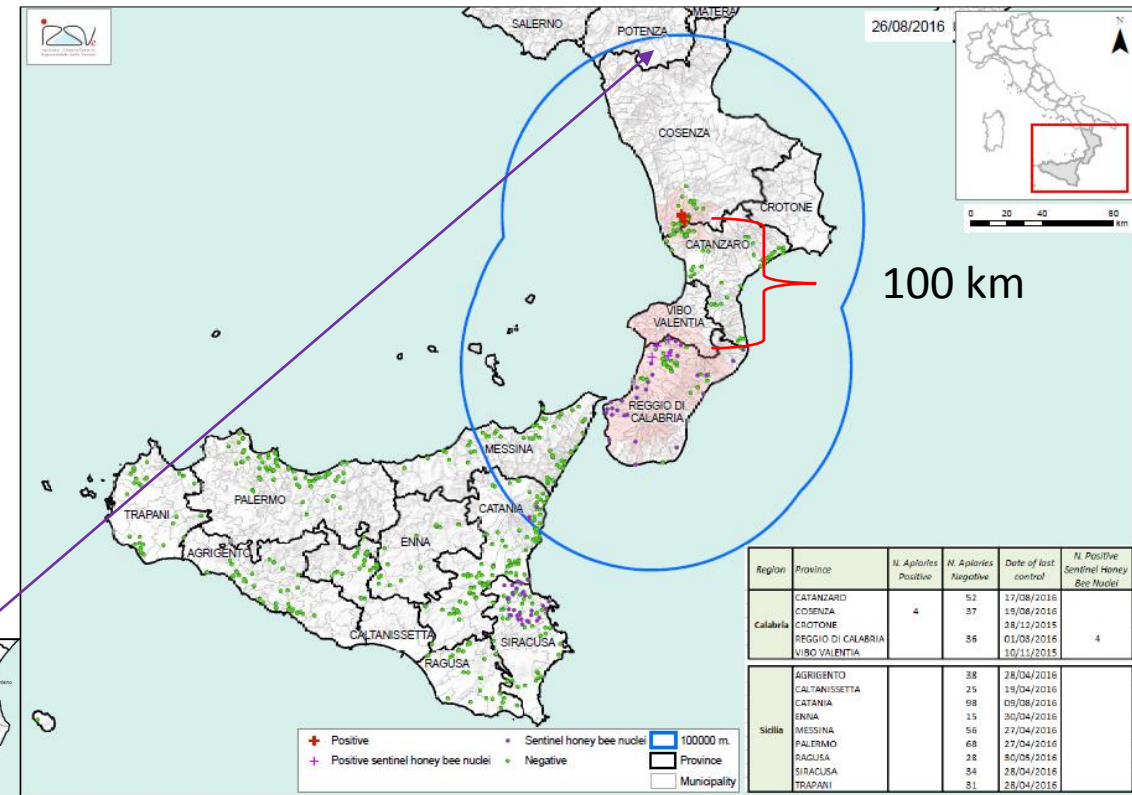 SALERNO
POTENZA
MATERA
26/08/2016
N
COSENZA
CROTONE
CATANZARO
0 20 40 80
km
100 km
VIBO
VALENTIA
REGGIO DI
CALABRIA
MESSINA
PALERMO
TRAPANI
CATANIA
ENNA
AGRIGENTO
CALTANISSETTA
SIRACUSA
RAGUSA
Region Province N. Apiaries Positive N. Apiaries Negative Date of last control N. Positive Sentinel Honey Bee Nuclei
Calabria
CATANZARO 52 17/08/2016
COSENZA 4 37 19/08/2016
CROTONE 28/12/2015
REGGIO DI CALABRIA 36 01/08/2016 4
VIBO VALENTIA 10/11/2015
Sicilia
AGRIGENTO 38 28/04/2016
CALTANISSETTA 25 19/04/2016
CATANIA 98 09/08/2016
ENNA 15 30/04/2016
MESSINA 56 27/04/2016
PALERMO 68 27/04/2016
RAGUSA 28 30/05/2016
SIRACUSA 34 28/04/2016
TRAPANI 31 28/04/2016
Positive Sentinel honey bee nuclei 100000 m.
Positive sentinel honey bee nuclei Negative Province
Municipality